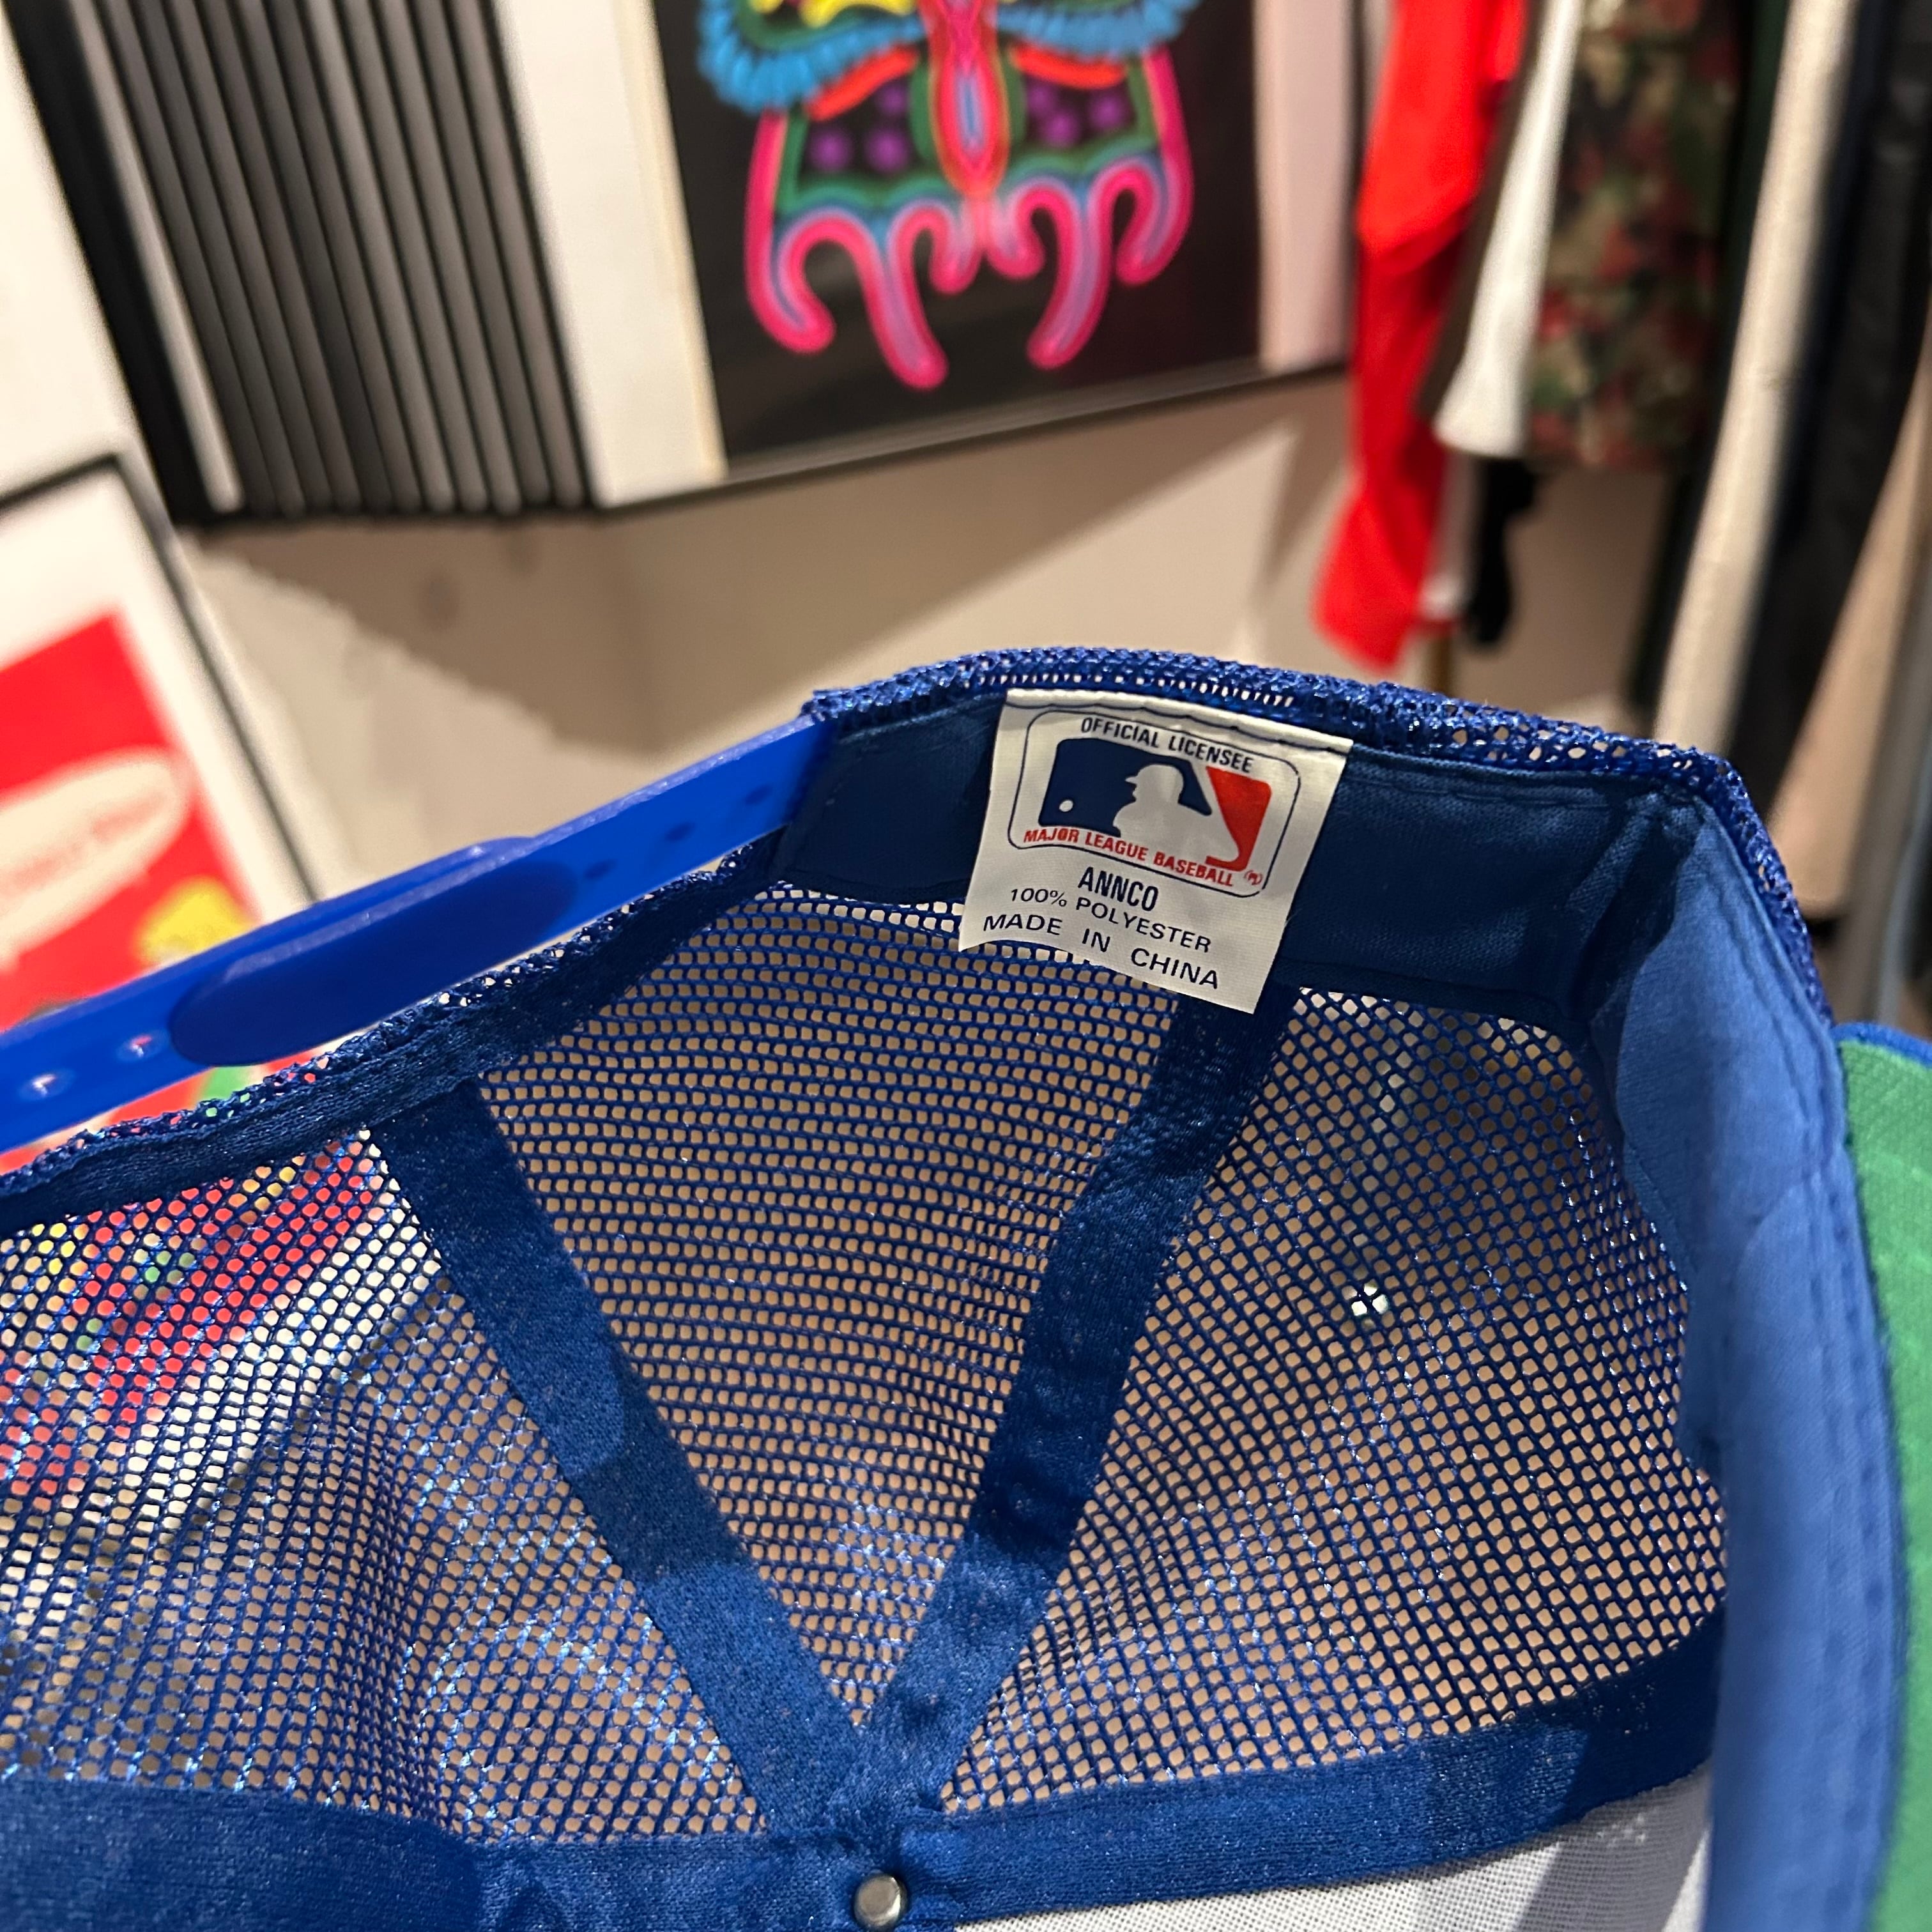 OFFICIAL LICENSEE
MAJOR LEAGUE BASEBALL ®
ANNCO
100% POLYESTER
MADE IN CHINA